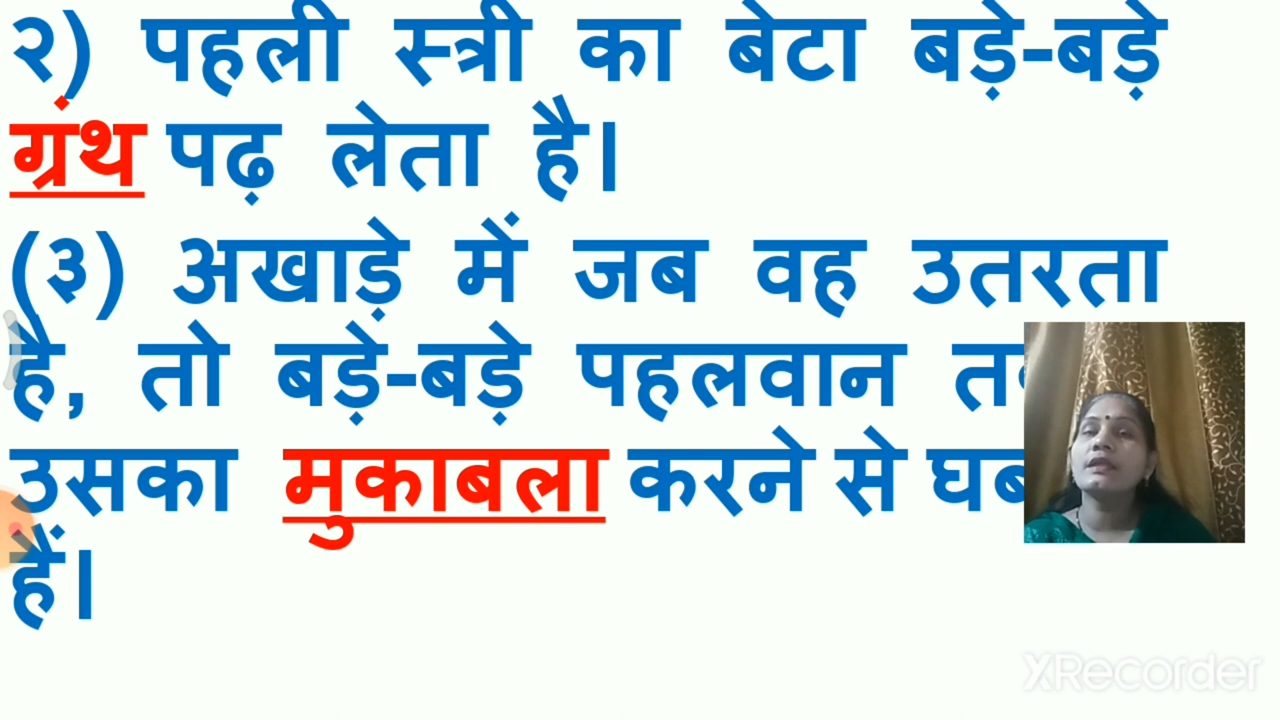 २) पहली स्त्री का बेटा बड़े-बड़े
ग्रंथ पढ़ लेता है।
(३) अखाड़े में जब वह उतरता
है, तो बड़े-बड़े पहलवान
उसका मुकाबला करने से
हैं।
XRecorder